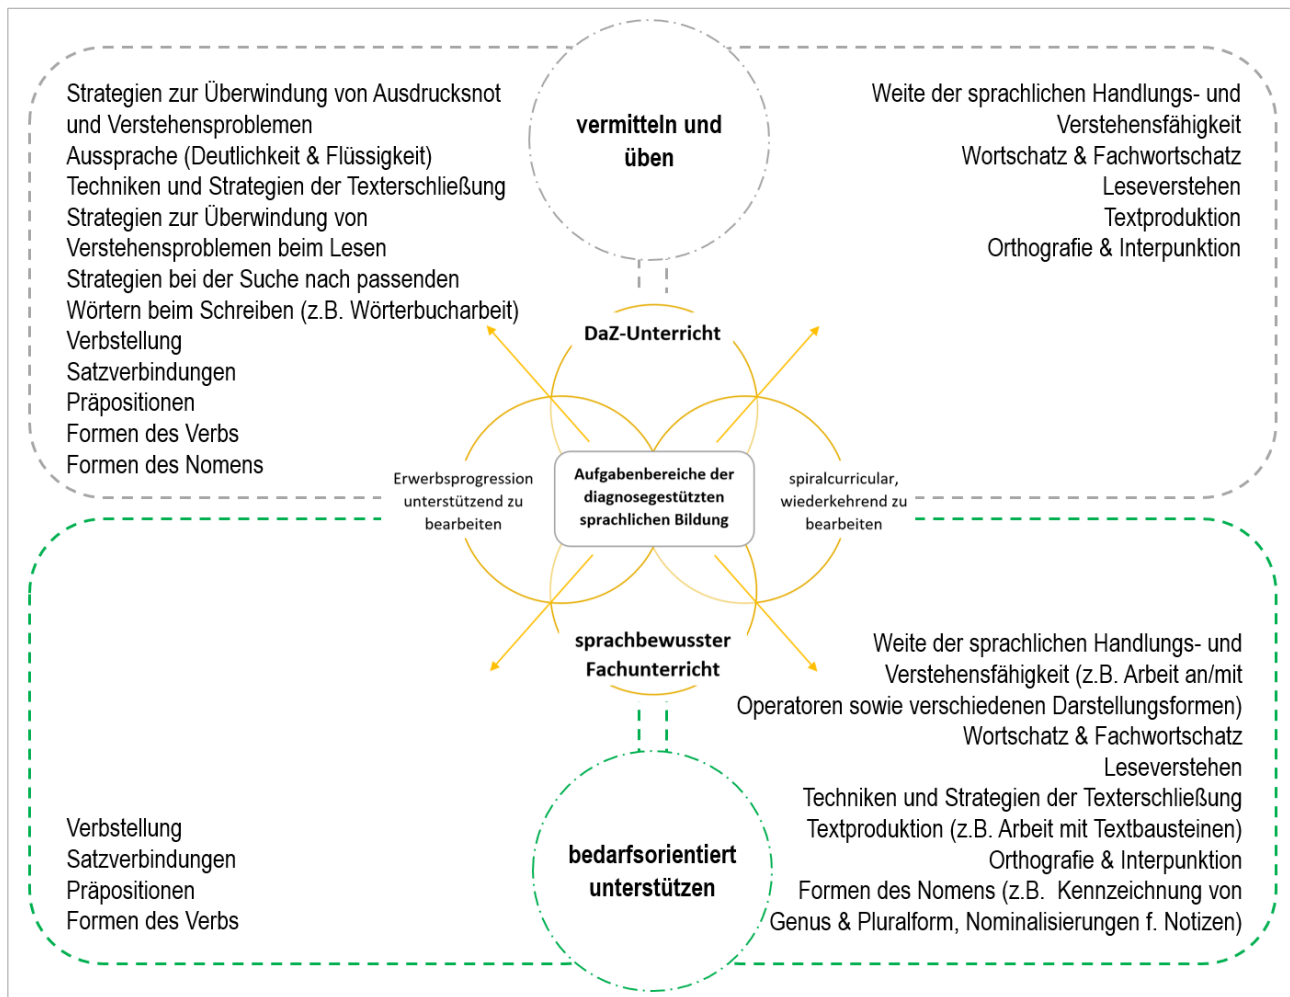 Strategien zur Überwindung von Ausdrucksnot
und Verstehensproblemen
Aussprache (Deutlichkeit & Flüssigkeit)
Techniken und Strategien der Texterschließung
Strategien zur Überwindung von
Verstehensproblemen beim Lesen
Strategien bei der Suche nach passenden
Wörtern beim Schreiben (z.B. Wörterbucharbeit)
Verbstellung
Satzverbindungen
Präpositionen
Formen des Verbs
Formen des Nomens
vermitteln und
üben
Weite der sprachlichen Handlungs- und
Verstehensfähigkeit
Wortschatz & Fachwortschatz
Leseverstehen
Textproduktion
Orthografie & Interpunktion
DaZ-Unterricht
Erwerbsprogression
unterstützend zu
bearbeiten
Aufgabenbereiche der
diagnosegestützten
sprachlichen Bildung
spiralcurricular,
wiederkehrend zu
bearbeiten
sprachbewusster
Fachunterricht
Verbstellung
Satzverbindungen
Präpositionen
Formen des Verbs
bedarfsorientiert
unterstützen
Weite der sprachlichen Handlungs- und
Verstehensfähigkeit (z.B. Arbeit an/mit
Operatoren sowie verschiedenen Darstellungsformen)
Wortschatz & Fachwortschatz
Leseverstehen
Techniken und Strategien der Texterschließung
Textproduktion (z.B. Arbeit mit Textbausteinen)
Orthografie & Interpunktion
Formen des Nomens (z.B. Kennzeichnung von
Genus & Pluralform, Nominalisierungen f. Notizen)